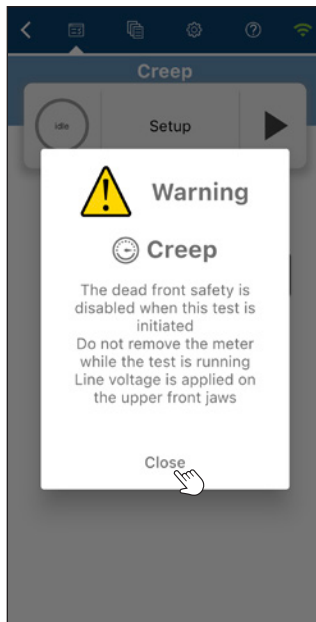 Creep
idle
Setup
Warning
Creep
The dead front safety is
disabled when this test is
initiated
Do not remove the meter
while the test is running
Line voltage is applied on
the upper front jaws
Close